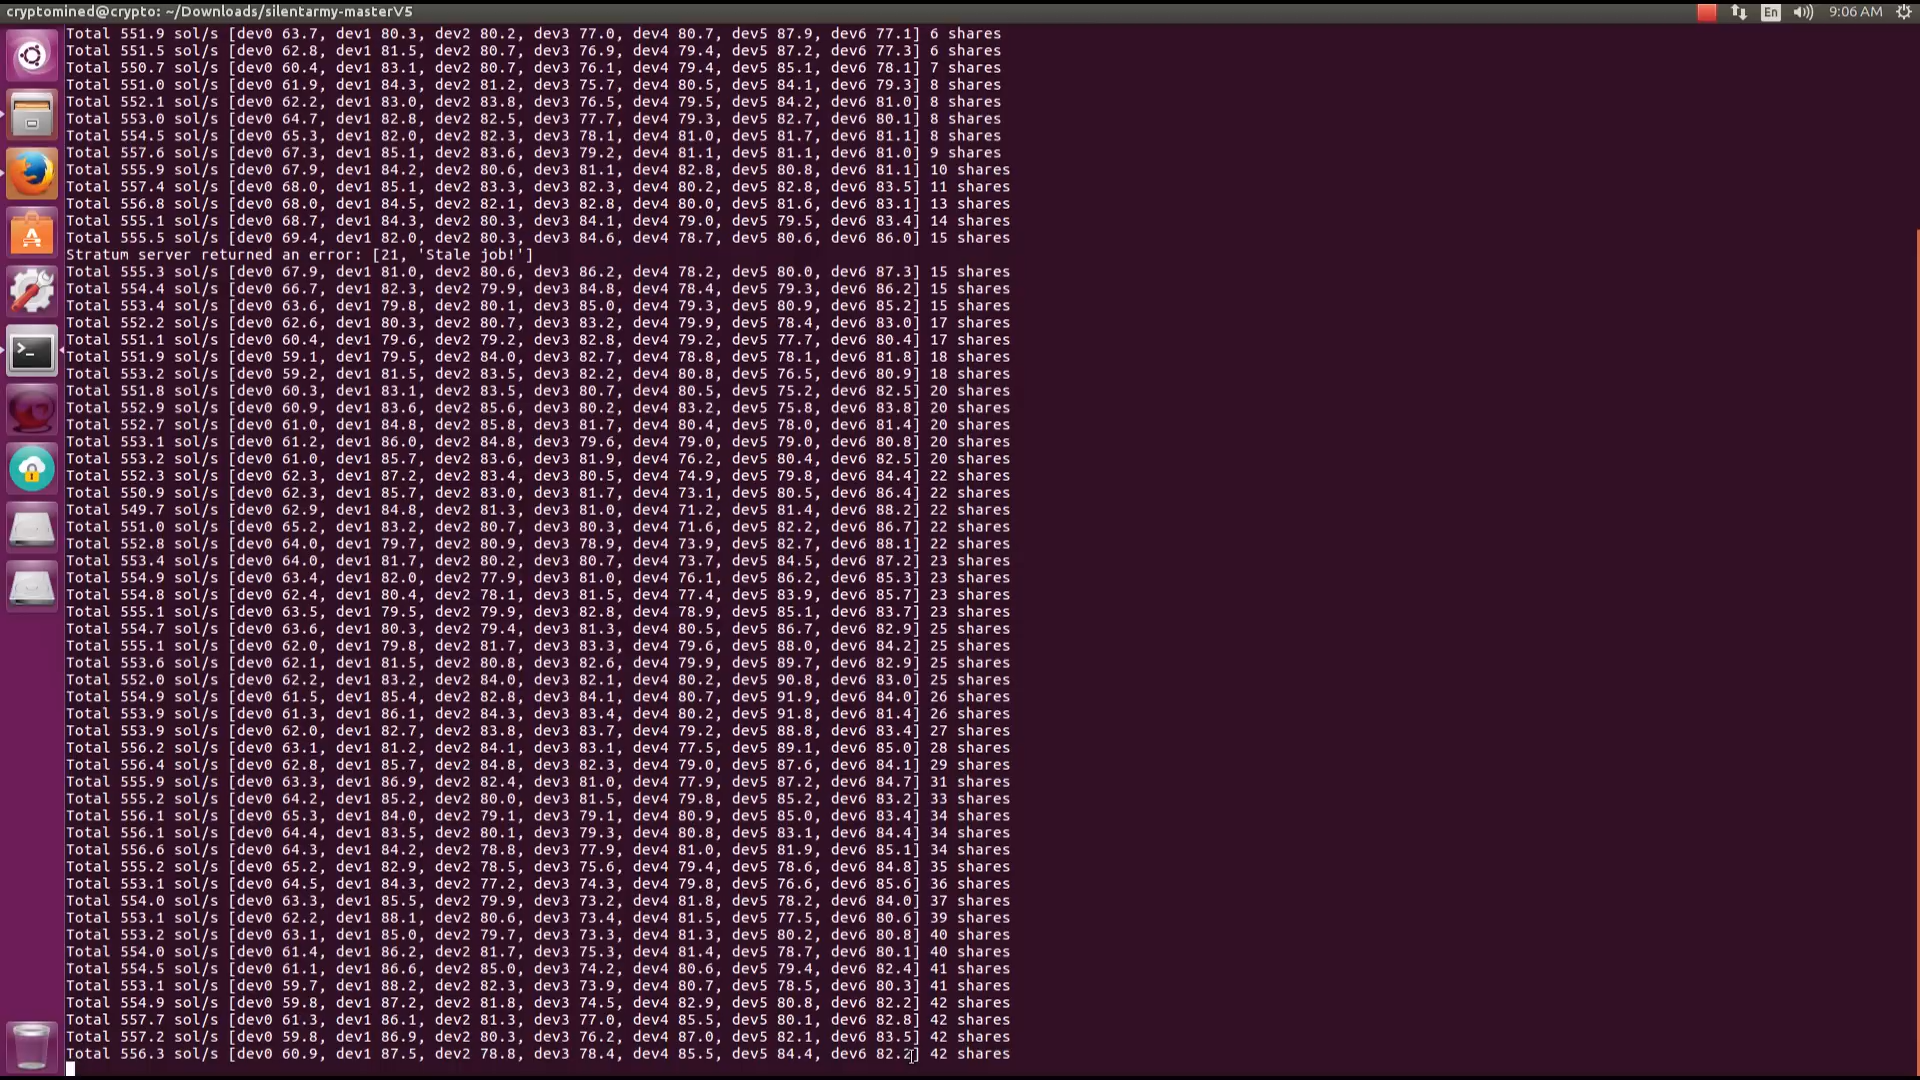 cryptomined@crypto: ~/Downloads/silentarmy-masterV5
En
9:06 AM
Total 551.9 sol/s [dev0 63.7, dev1 80.3, dev2 80.2, dev3 77.0, dev4 80.7, dev5 87.9, dev6 77.1] 6 shares
Total 551.5 sol/s [dev0 62.8, dev1 81.5, dev2 80.7, dev3 76.9, dev4 79.4, dev5 87.2, dev6 77.3] 6 shares
Total 550.7 sol/s [dev0 60.4, dev1 83.1, dev2 80.7, dev3 76.1, dev4 79.4, dev5 85.1, dev6 78.1] 7 shares
Total 551.0 sol/s [dev0 61.9, dev1 84.3, dev2 81.2, dev3 75.7, dev4 80.5, dev5 84.1, dev6 79.3] 8 shares
Total 552.1 sol/s [dev0 62.2, dev1 83.0, dev2 83.8, dev3 76.5, dev4 79.5, dev5 84.2, dev6 81.0] 8 shares
Total 553.0 sol/s [dev0 64.7, dev1 82.8, dev2 82.5, dev3 77.7, dev4 79.3, dev5 82.7, dev6 80.1] 8 shares
Total 554.5 sol/s [dev0 65.3, dev1 82.0, dev2 82.3, dev3 78.1, dev4 81.0, dev5 81.7, dev6 81.1] 8 shares
Total 557.6 sol/s [dev0 67.3, dev1 85.1, dev2 83.6, dev3 79.2, dev4 81.1, dev5 81.1, dev6 81.0] 9 shares
Total 555.9 sol/s [dev0 67.9, dev1 84.2, dev2 80.6, dev3 81.1, dev4 82.8, dev5 80.8, dev6 81.1] 10 shares
Total 557.4 sol/s [dev0 68.0, dev1 85.1, dev2 83.3, dev3 82.3, dev4 80.2, dev5 82.8, dev6 83.5] 11 shares
Total 556.8 sol/s [dev0 68.0, dev1 84.5, dev2 82.1, dev3 82.8, dev4 80.0, dev5 81.6, dev6 83.1] 13 shares
Total 555.1 sol/s [dev0 68.7, dev1 84.3, dev2 80.3, dev3 84.1, dev4 79.0, dev5 79.5, dev6 83.4] 14 shares
Total 555.5 sol/s [dev0 69.4, dev1 82.0, dev2 80.3, dev3 84.6, dev4 78.7, dev5 80.6, dev6 86.0] 15 shares
Stratum server returned an error: [21, 'Stale job!']
Total 555.3 sol/s [dev0 67.9, dev1 81.0, dev2 80.6, dev3 86.2, dev4 78.2, dev5 80.0, dev6 87.3] 15 shares
Total 554.4 sol/s [dev0 66.7, dev1 82.3, dev2 79.9, dev3 84.8, dev4 78.4, dev5 79.3, dev6 86.2] 15 shares
Total 553.4 sol/s [dev0 63.6, dev1 79.8, dev2 80.1, dev3 85.0, dev4 79.3, dev5 80.9, dev6 85.2] 15 shares
Total 552.2 sol/s [dev0 62.6, dev1 80.3, dev2 80.7, dev3 83.2, dev4 79.9, dev5 78.4, dev6 83.0] 17 shares
Total 551.1 sol/s [dev0 60.4, dev1 79.6, dev2 79.2, dev3 82.8, dev4 79.2, dev5 77.7, dev6 80.4] 17 shares
Total 551.9 sol/s [dev0 59.1, dev1 79.5, dev2 84.0, dev3 82.7, dev4 78.8, dev5 78.1, dev6 81.8] 18 shares
Total 553.2 sol/s [dev0 59.2, dev1 81.5, dev2 83.5, dev3 82.2, dev4 80.8, dev5 76.5, dev6 80.9] 18 shares
Total 551.8 sol/s [dev0 60.3, dev1 83.1, dev2 83.5, dev3 80.7, dev4 80.5, dev5 75.2, dev6 82.5] 20 shares
Total 552.9 sol/s [dev0 60.9, dev1 83.6, dev2 85.6, dev3 80.2, dev4 83.2, dev5 75.8, dev6 83.8] 20 shares
Total 552.7 sol/s [dev0 61.0, dev1 84.8, dev2 85.8, dev3 81.7, dev4 80.4, dev5 78.0, dev6 81.4] 20 shares
Total 553.1 sol/s [dev0 61.2, dev1 86.0, dev2 84.8, dev3 79.6, dev4 79.0, dev5 79.0, dev6 80.8] 20 shares
Total 553.2 sol/s [dev0 61.0, dev1 85.7, dev2 83.6, dev3 81.9, dev4 76.2, dev5 80.4, dev6 82.5] 20 shares
Total 552.3 sol/s [dev0 62.3, dev1 87.2, dev2 83.4, dev3 80.5, dev4 74.9, dev5 79.8, dev6 84.4] 22 shares
Total 550.9 sol/s [dev0 62.3, dev1 85.7, dev2 83.0, dev3 81.7, dev4 73.1, dev5 80.5, dev6 86.4] 22 shares
Total 549.7 sol/s [dev0 62.9, dev1 84.8, dev2 81.3, dev3 81.0, dev4 71.2, dev5 81.4, dev6 88.2] 22 shares
Total 551.0 sol/s [dev0 65.2, dev1 83.2, dev2 80.7, dev3 80.3, dev4 71.6, dev5 82.2, dev6 86.7] 22 shares
Total 552.8 sol/s [dev0 64.0, dev1 79.7, dev2 80.9, dev3 78.9, dev4 73.9, dev5 82.7, dev6 88.1] 22 shares
Total 553.4 sol/s [dev0 64.0, dev1 81.7, dev2 80.2, dev3 80.7, dev4 73.7, dev5 84.5, dev6 87.2] 23 shares
Total 554.9 sol/s [dev0 63.4, dev1 82.0, dev2 77.9, dev3 81.0, dev4 76.1, dev5 86.2, dev6 85.3] 23 shares
Total 554.8 sol/s [dev0 62.4, dev1 80.4, dev2 78.1, dev3 81.5, dev4 77.4, dev5 83.9, dev6 85.7] 23 shares
Total 555.1 sol/s [dev0 63.5, dev1 79.5, dev2 79.9, dev3 82.8, dev4 78.9, dev5 85.1, dev6 83.7] 23 shares
Total 554.7 sol/s [dev0 63.6, dev1 80.3, dev2 79.4, dev3 81.3, dev4 80.5, dev5 86.7, dev6 82.9] 25 shares
Total 555.1 sol/s [dev0 62.0, dev1 79.8, dev2 81.7, dev3 83.3, dev4 79.6, dev5 88.0, dev6 84.2] 25 shares
Total 553.6 sol/s [dev0 62.1, dev1 81.5, dev2 80.8, dev3 82.6, dev4 79.9, dev5 89.7, dev6 82.9] 25 shares
Total 552.0 sol/s [dev0 62.2, dev1 83.2, dev2 84.0, dev3 82.1, dev4 80.2, dev5 90.8, dev6 83.0] 25 shares
Total 554.9 sol/s [dev0 61.5, dev1 85.4, dev2 82.8, dev3 84.1, dev4 80.7, dev5 91.9, dev6 84.0] 26 shares
Total 553.9 sol/s [dev0 61.3, dev1 86.1, dev2 84.3, dev3 83.4, dev4 80.2, dev5 91.8, dev6 81.4] 26 shares
Total 553.9 sol/s [dev0 62.0, dev1 82.7, dev2 83.8, dev3 83.7, dev4 79.2, dev5 88.8, dev6 83.4] 27 shares
Total 556.2 sol/s [dev0 63.1, dev1 81.2, dev2 84.1, dev3 83.1, dev4 77.5, dev5 89.1, dev6 85.0] 28 shares
Total 556.4 sol/s [dev0 62.8, dev1 85.7, dev2 84.8, dev3 82.3, dev4 79.0, dev5 87.6, dev6 84.1] 29 shares
Total 555.9 sol/s [dev0 63.3, dev1 86.9, dev2 82.4, dev3 81.0, dev4 77.9, dev5 87.2, dev6 84.7] 31 shares
Total 555.2 sol/s [dev0 64.2, dev1 85.2, dev2 80.0, dev3 81.5, dev4 79.8, dev5 85.2, dev6 83.2] 33 shares
Total 556.1 sol/s [dev0 65.3, dev1 84.0, dev2 79.1, dev3 79.1, dev4 80.9, dev5 85.0, dev6 83.4] 34 shares
Total 556.1 sol/s [dev0 64.4, dev1 83.5, dev2 80.1, dev3 79.3, dev4 80.8, dev5 83.1, dev6 84.4] 34 shares
Total 556.6 sol/s [dev0 64.3, dev1 84.2, dev2 78.8, dev3 77.9, dev4 81.0, dev5 81.9, dev6 85.1] 34 shares
Total 555.2 sol/s [dev0 65.2, dev1 82.9, dev2 78.5, dev3 75.6, dev4 79.4, dev5 78.6, dev6 84.8] 35 shares
Total 553.1 sol/s [dev0 64.5, dev1 84.3, dev2 77.2, dev3 74.3, dev4 79.8, dev5 76.6, dev6 85.6] 36 shares
Total 554.0 sol/s [dev0 63.3, dev1 85.5, dev2 79.9, dev3 73.2, dev4 81.8, dev5 78.2, dev6 84.0] 37 shares
Total 553.1 sol/s [dev0 62.2, dev1 88.1, dev2 80.6, dev3 73.4, dev4 81.5, dev5 77.5, dev6 80.6] 39 shares
Total 553.2 sol/s [dev0 63.1, dev1 85.0, dev2 79.7, dev3 73.3, dev4 81.3, dev5 80.2, dev6 80.8] 40 shares
Total 554.0 sol/s [dev0 61.4, dev1 86.2, dev2 81.7, dev3 75.3, dev4 81.4, dev5 78.7, dev6 80.1] 40 shares
Total 554.5 sol/s [dev0 61.1, dev1 86.6, dev2 85.0, dev3 74.2, dev4 80.6, dev5 79.4, dev6 82.4] 41 shares
Total 553.1 sol/s [dev0 59.7, dev1 88.2, dev2 82.3, dev3 73.9, dev4 80.7, dev5 78.5, dev6 80.3] 41 shares
Total 554.9 sol/s [dev0 59.8, dev1 87.2, dev2 81.8, dev3 74.5, dev4 82.9, dev5 80.8, dev6 82.2] 42 shares
Total 557.7 sol/s [dev0 61.3, dev1 86.1, dev2 81.3, dev3 77.0, dev4 85.5, dev5 80.1, dev6 82.8] 42 shares
Total 557.2 sol/s [dev0 59.8, dev1 86.9, dev2 80.3, dev3 76.2, dev4 87.0, dev5 82.1, dev6 83.5] 42 shares
Total 556.3 sol/s [dev0 60.9, dev1 87.5, dev2 78.8, dev3 78.4, dev4 85.5, dev5 84.4, dev6 82.2] 42 shares